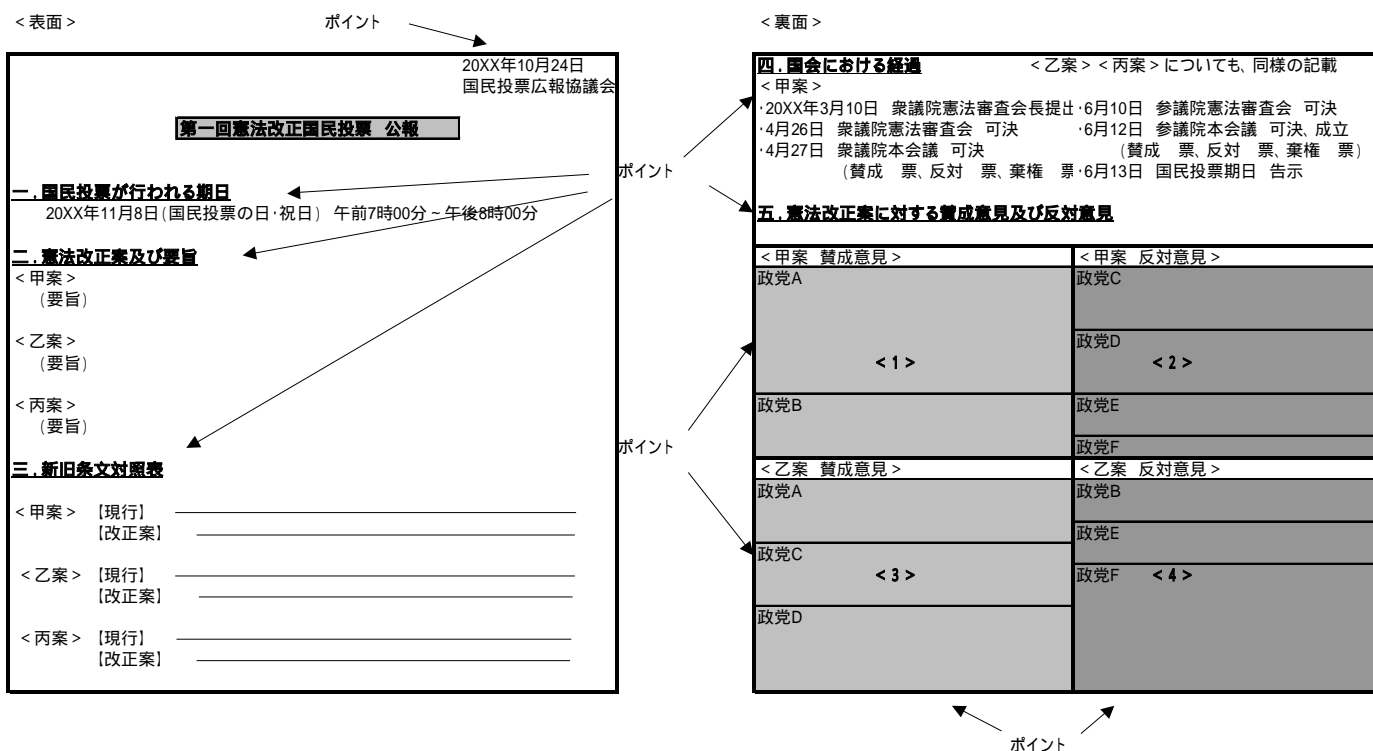 <表面>
ポイント
20XX年10月24日
国民投票広報協議会
第一回憲法改正国民投票 公報
一.国民投票が行われる期日
20XX年11月8日(国民投票の日・祝日) 午前7時00分~午後8時00分
二.憲法改正案及び要旨
<甲案>
(要旨)
<乙案>
(要旨)
<丙案>
(要旨)
三.新旧条文対照表
<甲案> 【現行】
【改正案】
<乙案> 【現行】
【改正案】
<丙案> 【現行】
【改正案】
ポイント
ポイント
<裏面>
四.国会における経過 <乙案><丙案>についても、同様の記載
<甲案>
・20XX年3月10日 衆議院憲法審査会長提出
・4月26日 衆議院憲法審査会 可決
・4月27日 衆議院本会議 可決
(賛成 票、反対 票、棄権 票
・6月10日 参議院憲法審査会 可決
・6月12日 参議院本会議 可決、成立
(賛成 票、反対 票、棄権 票)
・6月13日 国民投票期日 告示
五.憲法改正案に対する賛成意見及び反対意見
<甲案 賛成意見>
政党A
<1>
政党B
<甲案 反対意見>
政党C
政党D
<2>
政党E
政党F
<乙案 賛成意見>
政党A
政党C
<3>
政党D
<乙案 反対意見>
政党B
政党E
政党F <4>
ポイント